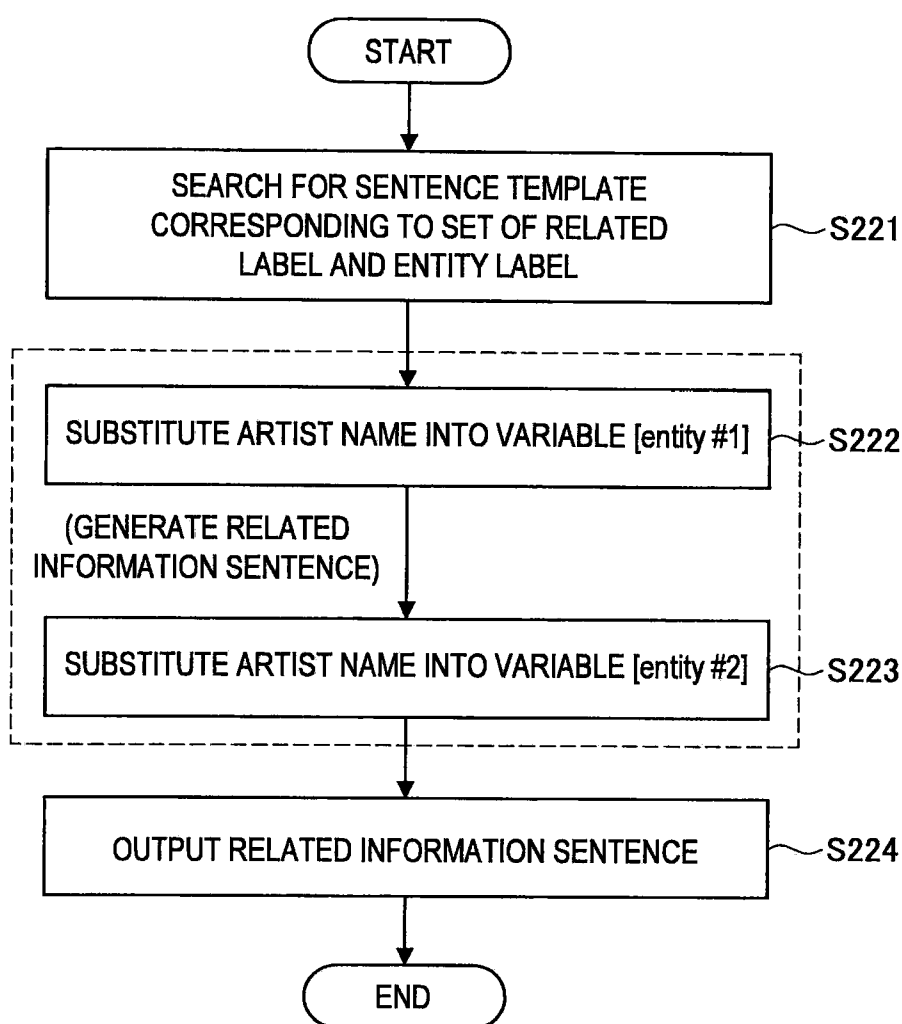 START
SEARCH FOR SENTENCE TEMPLATE
CORRESPONDING TO SET OF RELATED
LABEL AND ENTITY LABEL
S221
SUBSTITUTE ARTIST NAME INTO VARIABLE [entity #1]
S222
(GENERATE RELATED
INFORMATION SENTENCE)
SUBSTITUTE ARTIST NAME INTO VARIABLE [entity #2]
S223
OUTPUT RELATED INFORMATION SENTENCE
S224
END